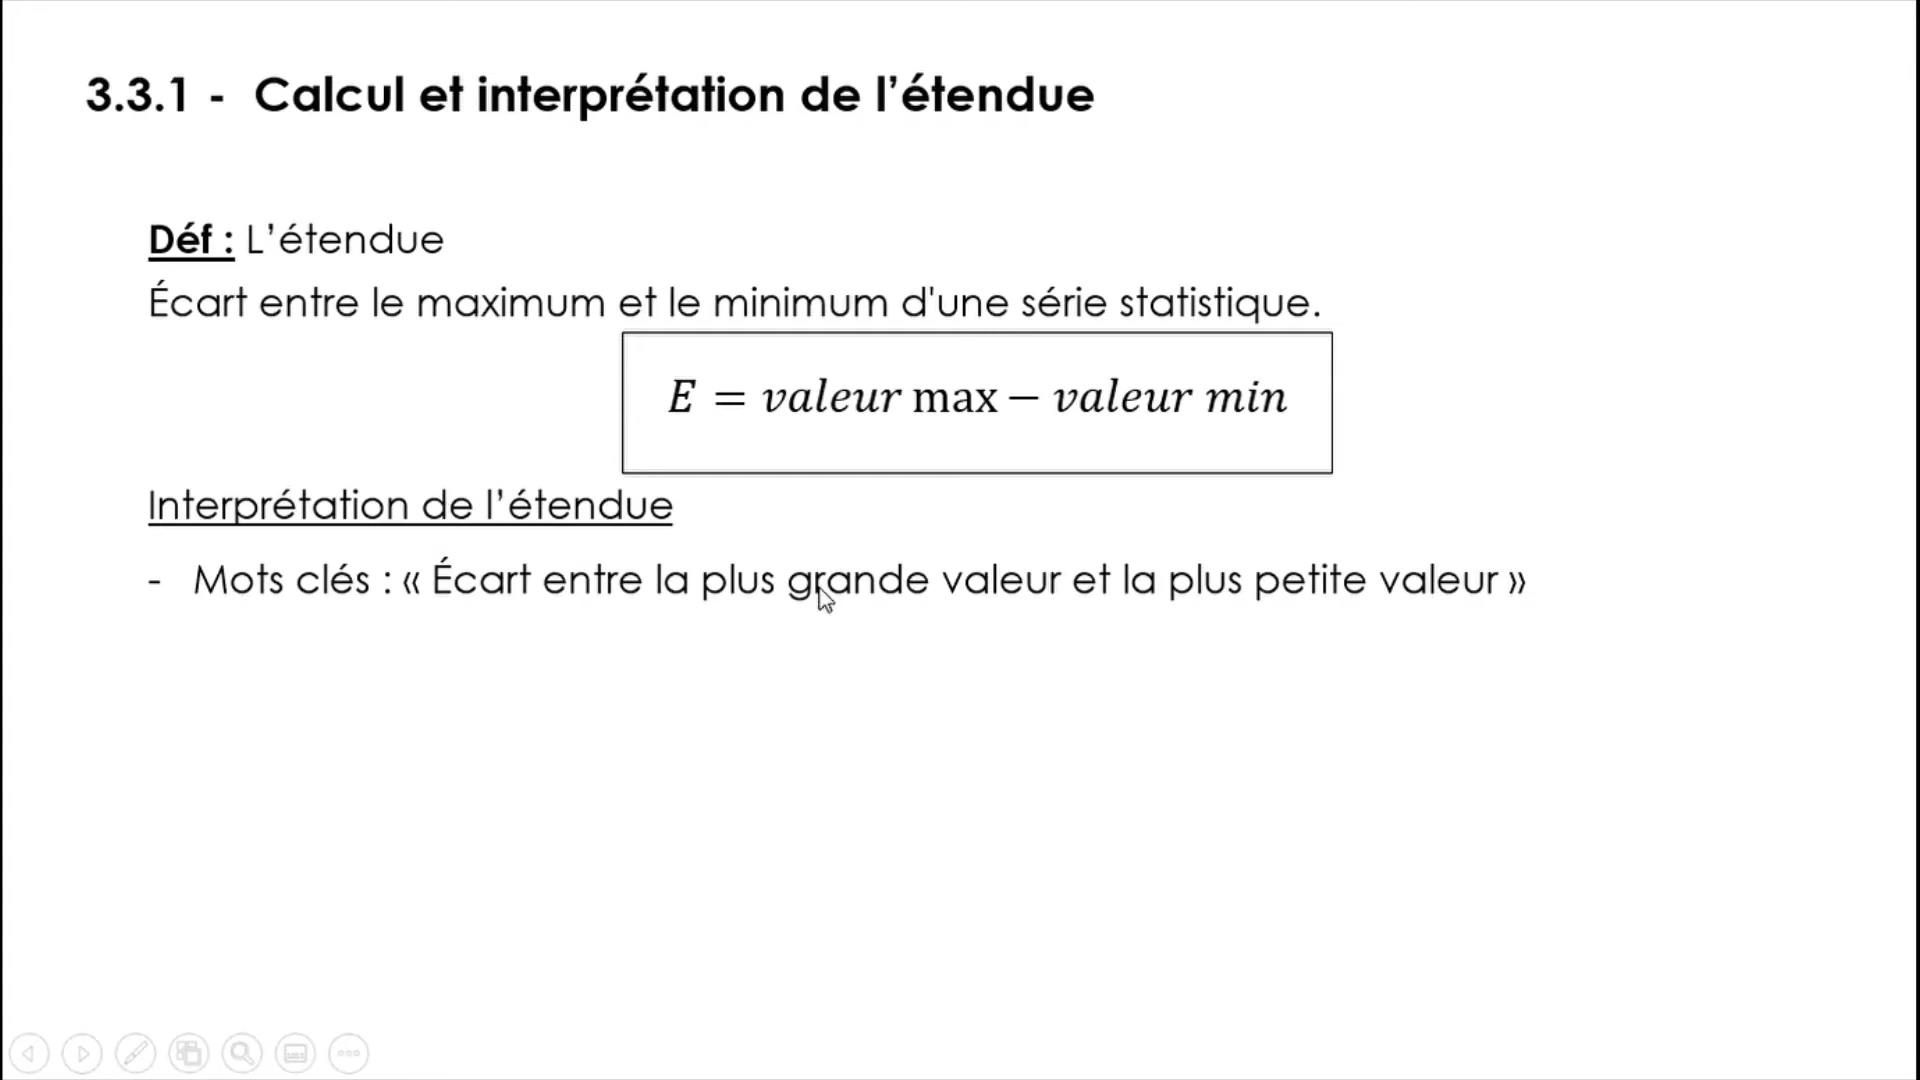 3.3.1 - Calcul et interprétation de l’étendue
Déf : L’étendue
Écart entre le maximum et le minimum d'une série statistique.
E = valeur max − valeur min
Interprétation de l’étendue
- Mots clés : « Écart entre la plus grande valeur et la plus petite valeur »